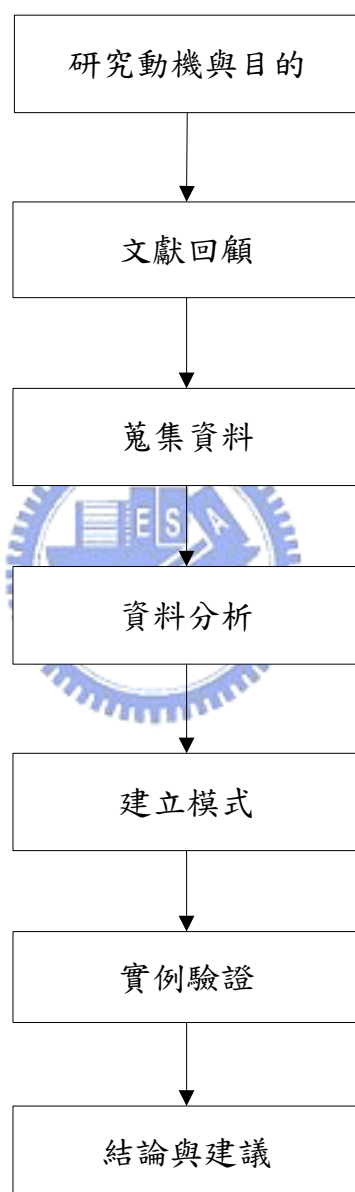 研究動機與目的
文獻回顧
蒐集資料
ESA
資料分析
建立模式
實例驗證
結論與建議